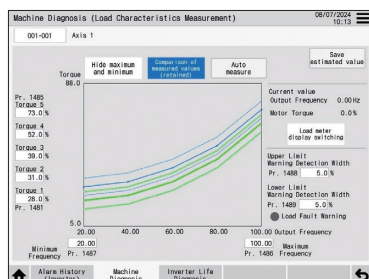 Machine Diagnosis (Load Characteristics Measurement)
08/07/2024
10:13
001-001
Axis 1
Save
estimated value
Hide maximum
and minimum
Comparison of
measured values
(retained)
Auto
measure
Torque
88.0
Pr. 1485
Torque 5
73.0 %
Torque 4
52.0 %
Torque 3
39.0 %
Torque 2
31.0 %
Torque 1
28.0 %
Pr. 1481
5.0
20.00 40.00 60.00 80.00 100.00 Output Frequency
Minimum
Frequency
20.00
Pr. 1487
100.00
Pr. 1486
Maximum
Frequency
Current value
Output Frequency 0.00 Hz
Motor Torque 0.0 %
Load meter
display switching
Upper Limit
Warning Detection Width
Pr. 1488 5.0 %
Lower Limit
Warning Detection Width
Pr. 1489 5.0 %
Load Fault Warning
Alarm History
(Inverter)
Machine
Diagnosis
Inverter Life
Diagnosis